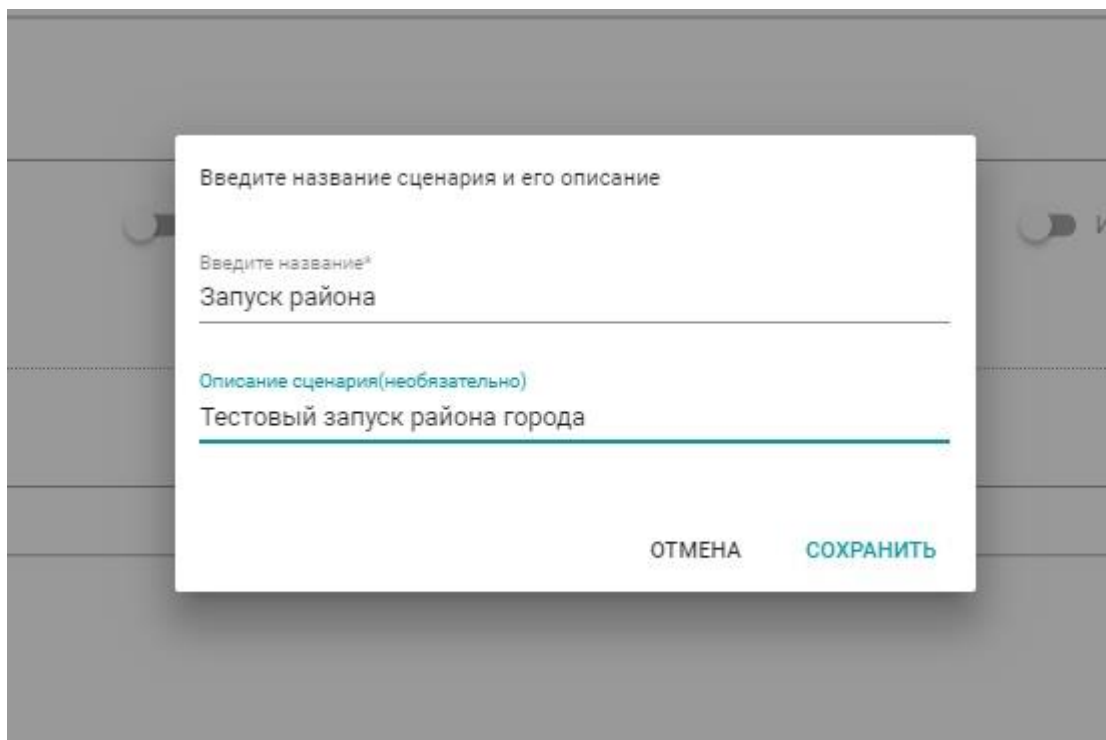 Введите название сценария и его описание
И
Введите название*
Запуск района
Описание сценария(необязательно)
Тестовый запуск района города
ОТМЕНА СОХРАНИТЬ